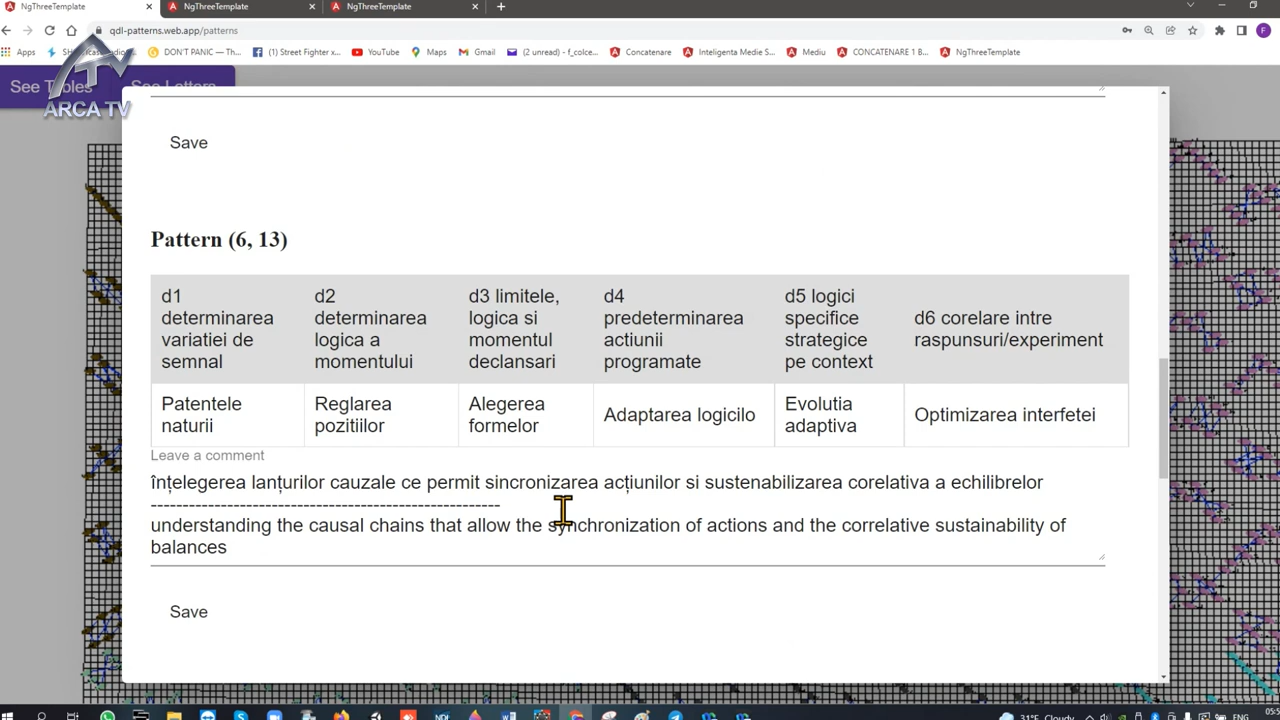 NgThreeTemplate
NgThreeTemplate
NgThreeTemplate
qdl-patterns.web.app/patterns
Apps
DON'T PANIC — Th...
(1) Street Fighter x...
YouTube
Maps
Gmail
(2 unread) - f_colce...
Concatenare
Inteligenta Medie S...
Mediu
CONCATENARE 1 B...
NgThreeTemplate
See Tables
See Letters
ARCA TV
Save
Pattern (6, 13)
d1
determinarea
variatiei de
semnal
d2
determinarea
logica a
momentului
d3 limitele,
logica si
momentul
declansari
d4
predeterminarea
actiunii
programate
d5 logici
specifice
strategice
pe context
d6 corelare intre
raspunsuri/experiment
Patentele
naturii
Reglarea
pozitiilor
Alegerea
formelor
Adaptarea logicilo
Evolutia
adaptiva
Optimizarea interfetei
Leave a comment
înțelegerea lanțurilor cauzale ce permit sincronizarea acțiunilor si sustenabilizarea corelativa a echilibrelor
-------------------------------------------------------
understanding the causal chains that allow the synchronization of actions and the correlative sustainability of
balances
Save
31°F Cloudy
ENG